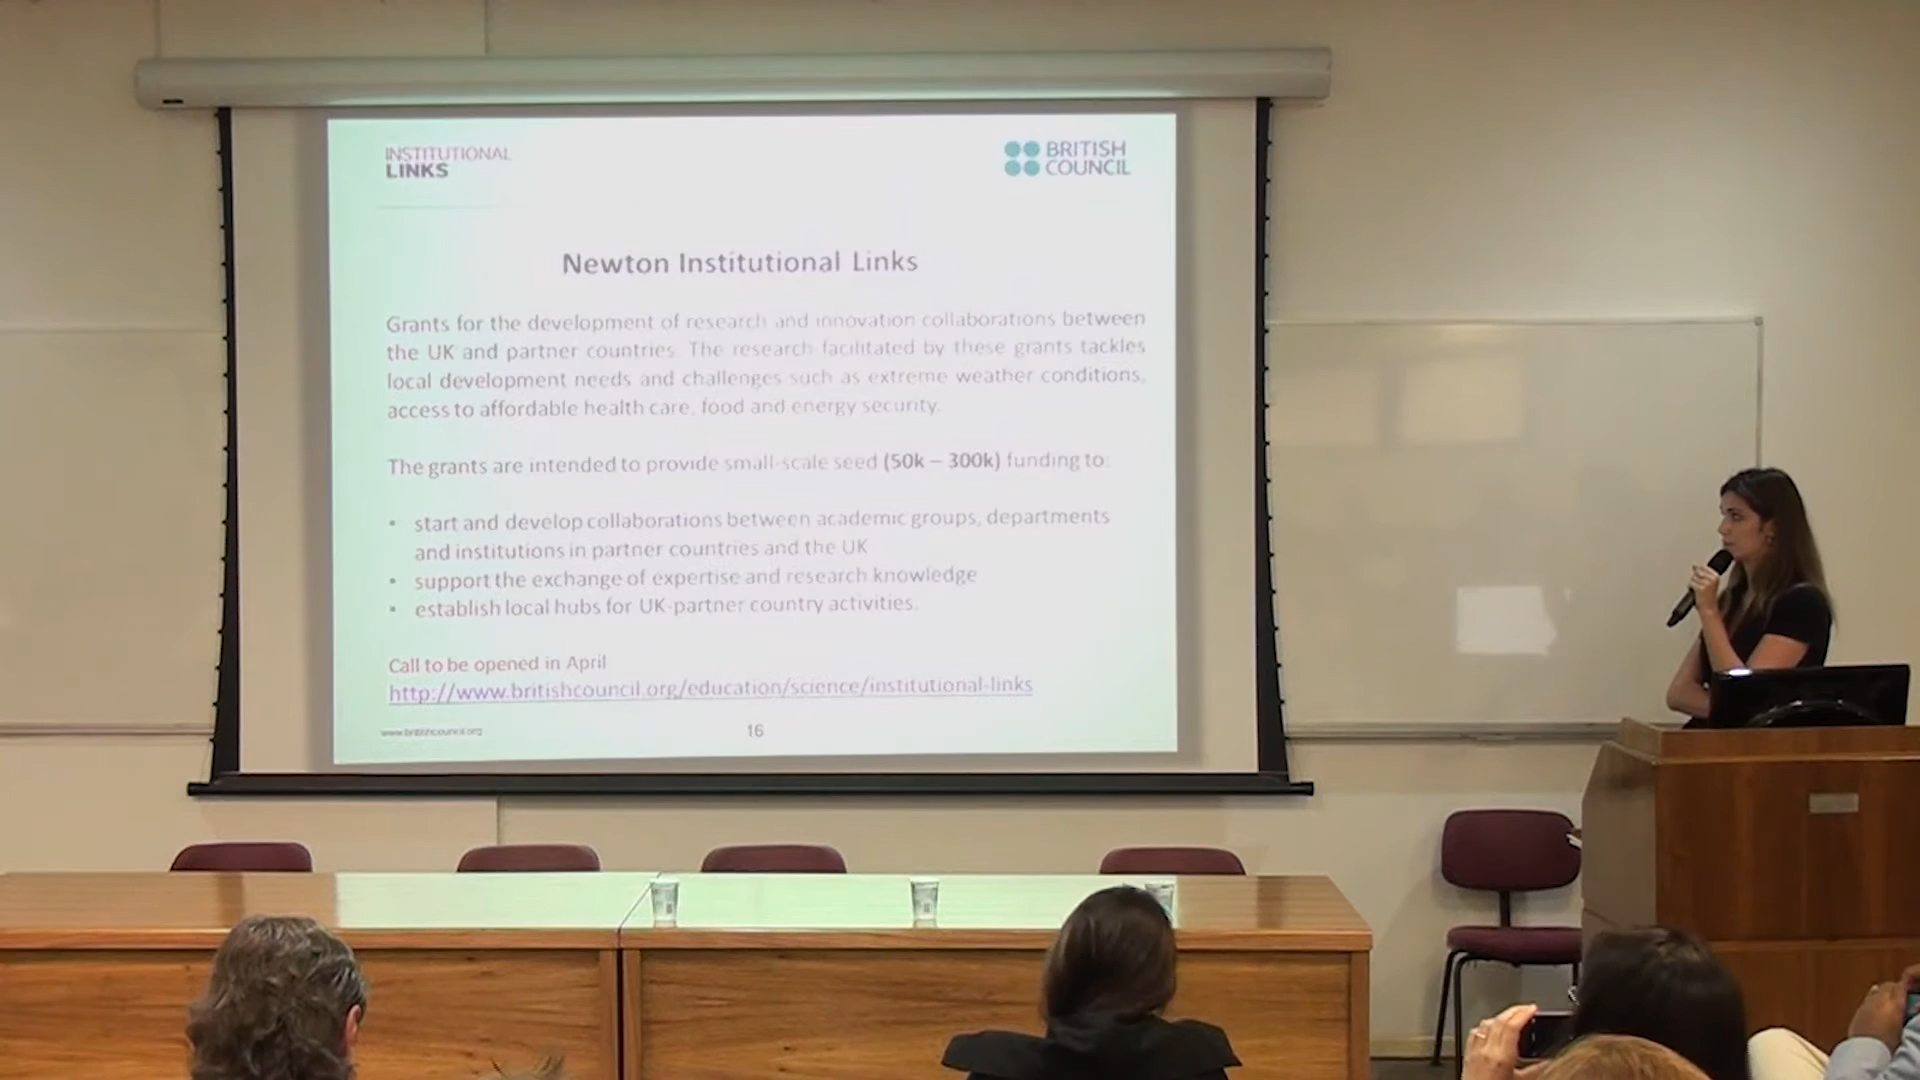 INSTITUTIONAL
LINKS
BRITISH
COUNCIL
Newton Institutional Links
Grants for the development of research and innovation collaborations between
the UK and partner countries. The research facilitated by these grants tackles
local development needs and challenges such as extreme weather conditions,
access to affordable health care, food and energy security.
The grants are intended to provide small-scale seed (50k – 300k) funding to:
• start and develop collaborations between academic groups, departments
and institutions in partner countries and the UK
• support the exchange of expertise and research knowledge
• establish local hubs for UK-partner country activities.
Call to be opened in April
http://www.britishcouncil.org/education/science/institutional-links
www.britishcouncil.org
16